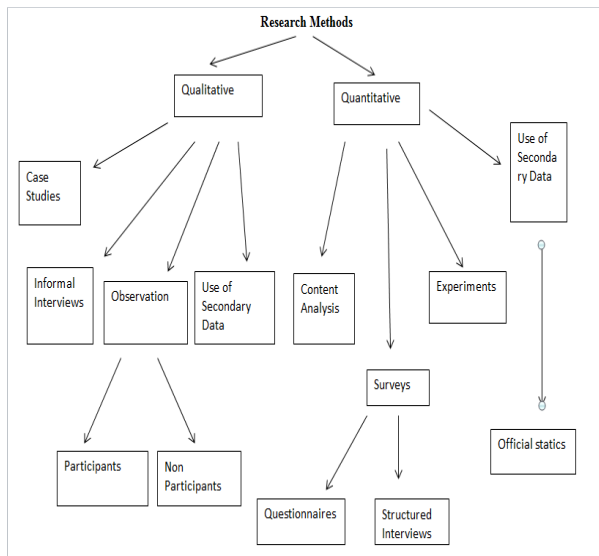 Research Methods
Qualitative
Quantitative
Use of
Seconda
ry Data
Case
Studies
Informal
Interviews
Observation
Use of
Secondary
Data
Content
Analysis
Experiments
Surveys
Official statics
Participants
Non
Participants
Questionnaires
Structured
Interviews